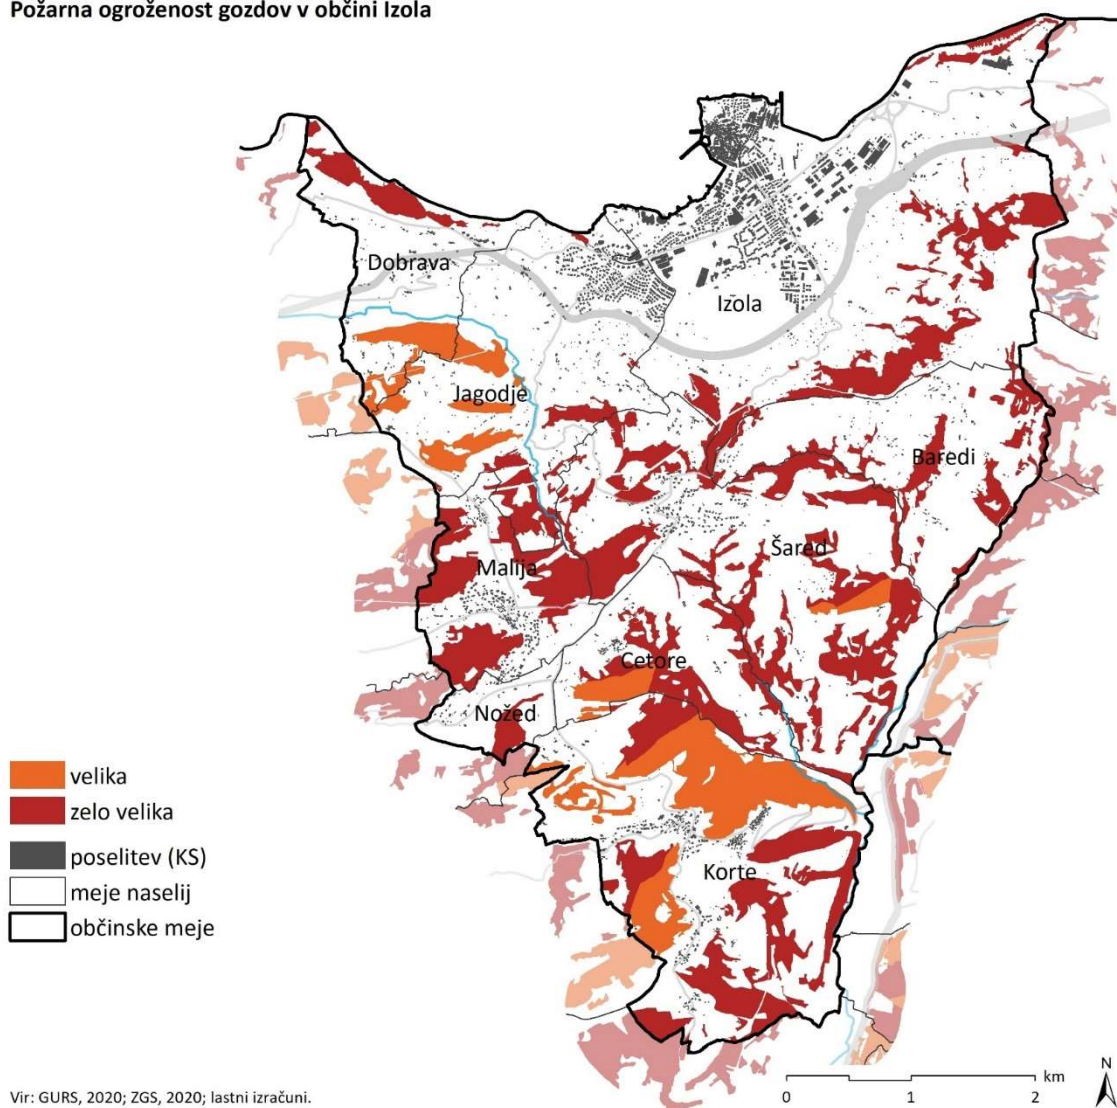 Požarna ogroženost gozdov v občini Izola
Dobrava
Izola
Jagodje
Baredi
Šared
Malija
Cetore
Nožed
Korte
velika
zelo velika
poselitev (KS)
meje naselij
občinske meje
Vir: GURS, 2020; ZGS, 2020; lastni izračuni.
km
0 1 2
N